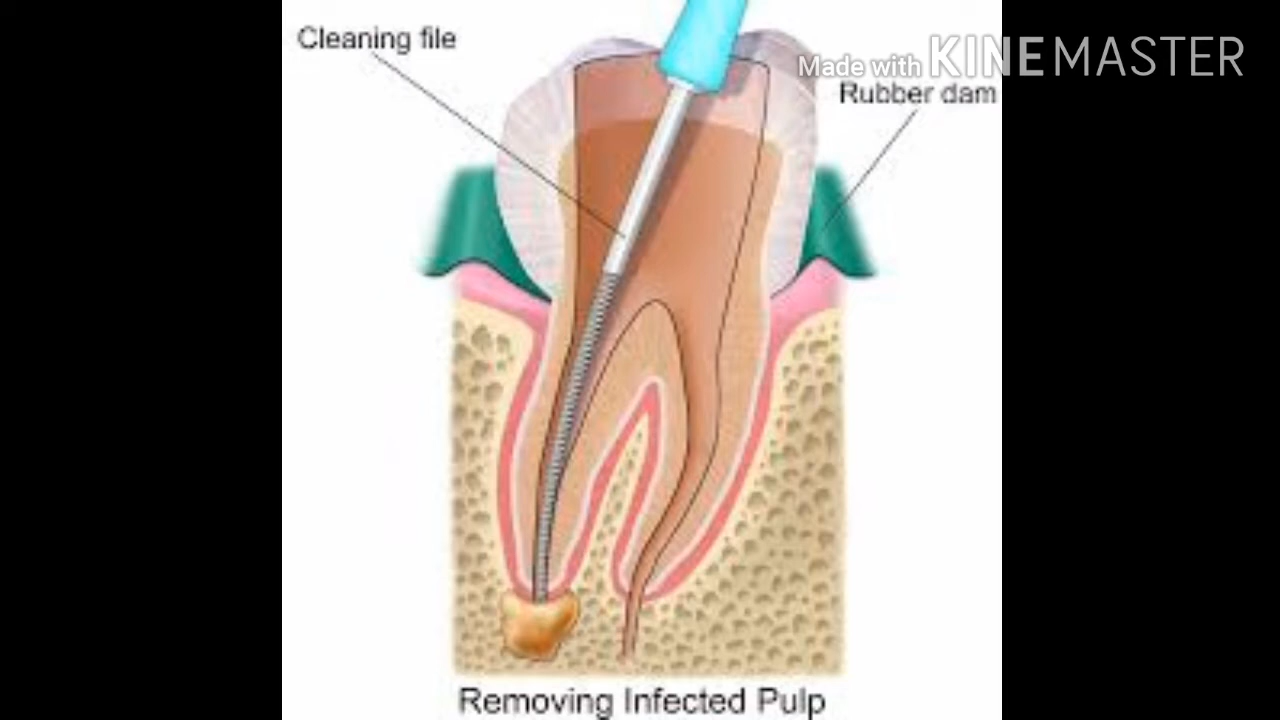 Cleaning file
Made with KINEMASTER
Rubber dam
Removing Infected Pulp